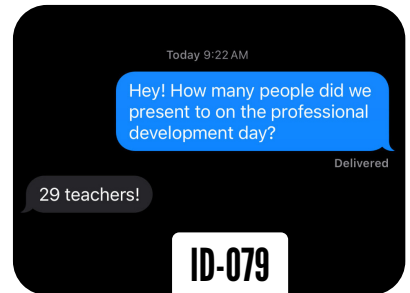 Today 9:22 AM
Hey! How many people did we
present to on the professional
development day?
Delivered
29 teachers!
ID-079